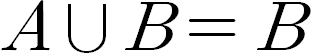 A ∪ B = B